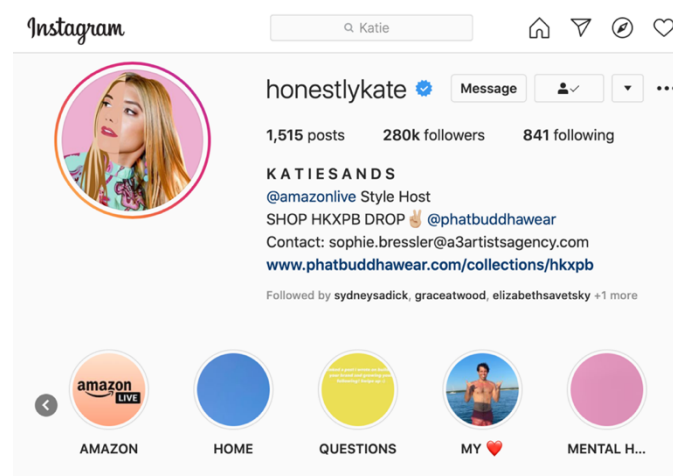 Instagram
Katie
honestlykate
Message
1,515 posts 280k followers 841 following
K A T I E S A N D S
@amazonlive Style Host
SHOP HKXPB DROP✌🏼 @phatbuddhawear
Contact: sophie.bressler@a3artistsagency.com
www.phatbuddhawear.com/collections/hkxpb
Followed by sydneysadick, graceatwood, elizabethsavetsky +1 more
amazon
LIVE
AMAZON HOME QUESTIONS MY ❤️ MENTAL H...